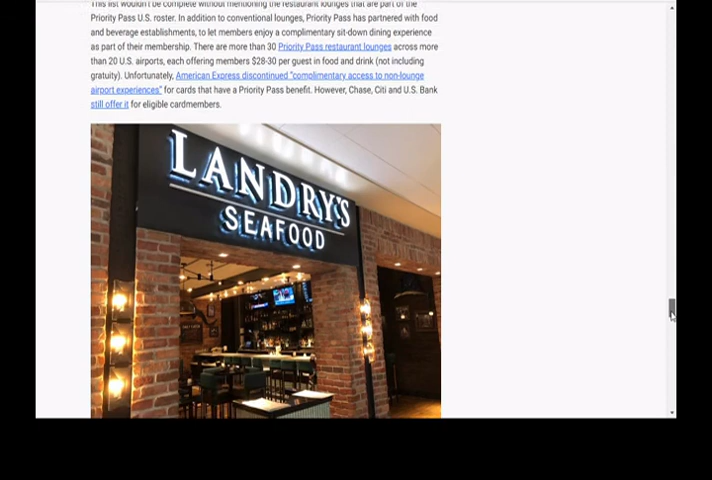 This list wouldn't be complete without mentioning the restaurant lounges that are part of the
Priority Pass U.S. roster. In addition to conventional lounges, Priority Pass has partnered with food
and beverage establishments, to let members enjoy a complimentary sit-down dining experience
as part of their membership. There are more than 30 Priority Pass restaurant lounges across more
than 20 U.S. airports, each offering members $28-30 per guest in food and drink (not including
gratuity). Unfortunately, American Express discontinued "complimentary access to non-lounge
airport experiences" for cards that have a Priority Pass benefit. However, Chase, Citi and U.S. Bank
still offer it for eligible cardmembers.
LANDRY'S
SEAFOOD